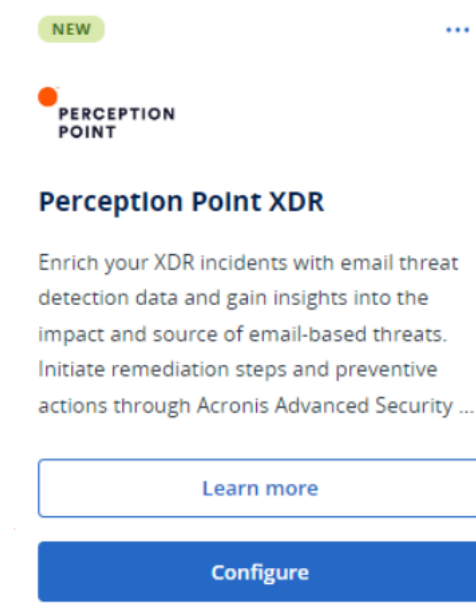 NEW
PERCEPTION
POINT
Perception Point XDR
Enrich your XDR incidents with email threat
detection data and gain insights into the
impact and source of email-based threats.
Initiate remediation steps and preventive
actions through Acronis Advanced Security ...
Learn more
Configure